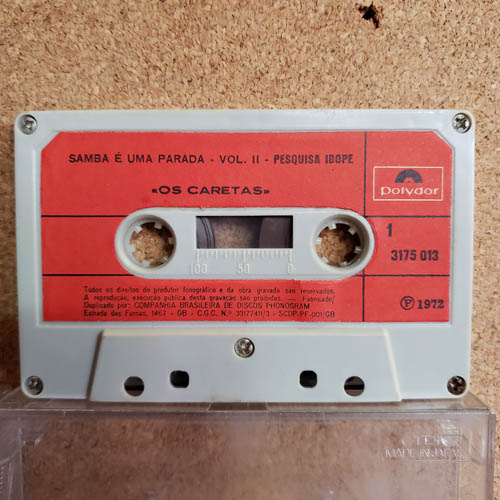 SAMBA É UMA PARADA - VOL. II - PESQUISA IBOPE
«OS CARETAS»
Polydor
1
3175 013
100 50 0
Todos os direitos do produtor fonográfico e da obra gravada são reservados.
A reprodução, execução pública desta gravação são proibidas. — Fabricado/
Duplicado por: COMPANHIA BRASILEIRA DE DISCOS PHONOGRAM
Estrada das Furnas, 1467 - GB - C.G.C. N.º 33177411/3 - SCDP-PF-001/GB
Ⓟ 1972
TDK
MADE IN JAPAN